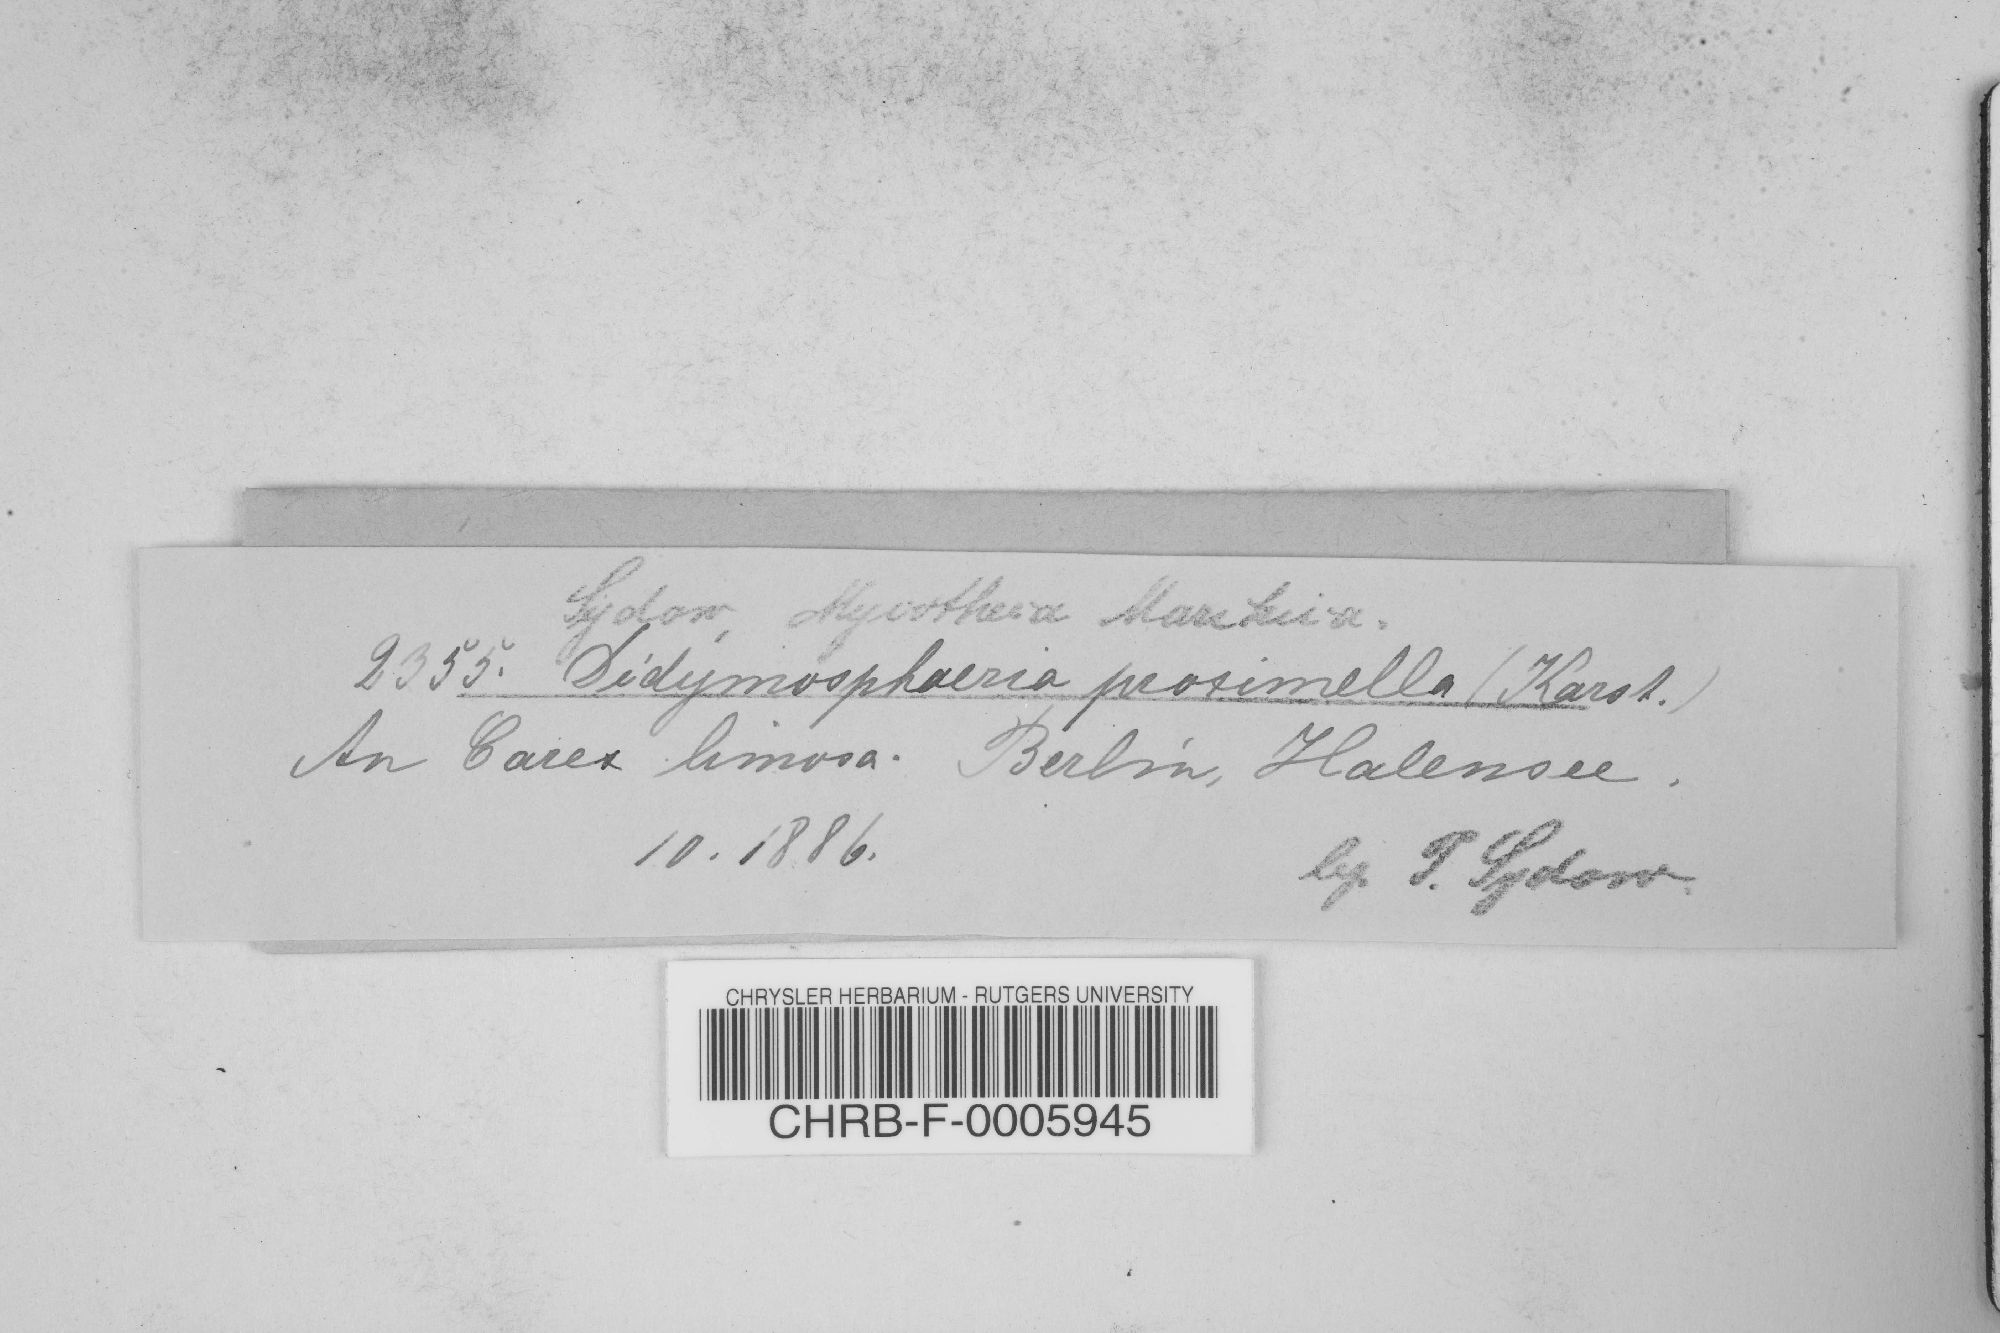 Sydow, Mycotheca Marchica.
2355. Didymosphaeria proximella (Karst.)
An Carex limosa. Berlin, Halensee.
10. 1886. leg. P. Sydow.
CHRYSLER HERBARIUM - RUTGERS UNIVERSITY
CHRB-F-0005945